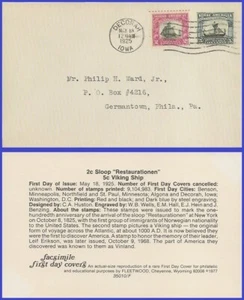 DECORAH
1925
IOWA
Mr. Philip H. Ward, Jr.,
P. O. Box #4216,
Germantown, Phila., Pa.
2c Sloop "Restaurationen"
5c Viking Ship
First Day of Issue: May 18, 1925. Number of First Day Covers cancelled:
unknown. Number of stamps printed: 9,104,983. First Day Cities: Benson,
Minneapolis, Northfield and St. Paul, Minnesota; Algona and Decorah, Iowa;
Washington, D.C. Printing: Red and black; and Dark blue by steel engraving.
Designed by: C.A. Huston. Engraved by: W.B. Wells, E.M. Hall, E.J. Hein and J.
Benzing. About the stamps: These stamps were issued to mark the one-
hundredth anniversary of the arrival of the sloop "Restaurationen" at New York
on October 9, 1825, with the first group of immigrants of Norwegian nationality
to the United States. The second stamp pictures a Viking ship — the original
form of voyage at the World's Fair, at about 1000 A.D. It is believed that the Vikings
were the first to discover America. A stamp to honor the memory of their leader,
Leif Erikson, was later issued, October 9, 1968. The part of America they
discovered was known to them as Vinland.
facsimile
first day covers
is an actual-size reproduction of a rare First Day Cover for philatelic
and educational purposes by FLEETWOOD, Cheyenne, Wyoming 82008